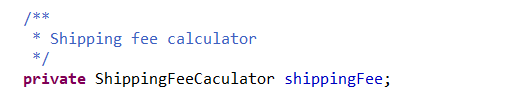 /**
* Shipping fee calculator
*/
private ShippingFeeCaculator shippingFee;